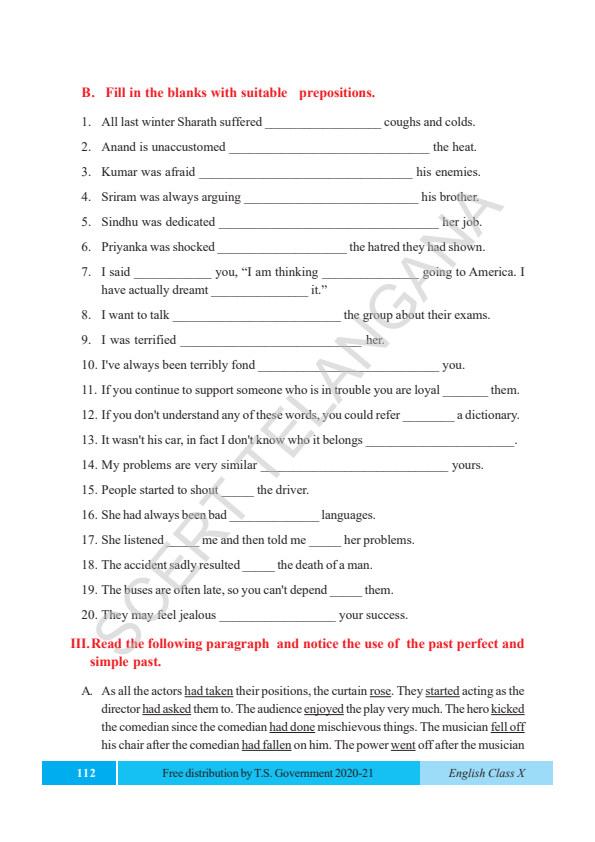 B. Fill in the blanks with suitable prepositions.
1. All last winter Sharath suffered __________________ coughs and colds.
2. Anand is unaccustomed _______________________________ the heat.
3. Kumar was afraid _________________________________ his enemies.
4. Sriram was always arguing ___________________________ his brother.
5. Sindhu was dedicated __________________________________ her job.
6. Priyanka was shocked ____________________ the hatred they had shown.
7. I said ____________ you, “I am thinking _______________ going to America. I
have actually dreamt _______________ it.”
8. I want to talk __________________________ the group about their exams.
9. I was terrified ____________________________ her.
10. I've always been terribly fond ____________________________ you.
11. If you continue to support someone who is in trouble you are loyal _______ them.
12. If you don't understand any of these words, you could refer ________ a dictionary.
13. It wasn't his car, in fact I don't know who it belongs _______________________.
14. My problems are very similar _____________________________ yours.
15. People started to shout _____ the driver.
16. She had always been bad ______________ languages.
17. She listened _____ me and then told me _____ her problems.
18. The accident sadly resulted _____ the death of a man.
19. The buses are often late, so you can't depend _____ them.
20. They may feel jealous __________________ your success.
III. Read the following paragraph and notice the use of the past perfect and
simple past.
A. As all the actors had taken their positions, the curtain rose. They started acting as the
director had asked them to. The audience enjoyed the play very much. The hero kicked
the comedian since the comedian had done mischievous things. The musician fell off
his chair after the comedian had fallen on him. The power went off after the musician
112 Free distribution by T.S. Government 2020-21 English Class X
SCERT TELANGANA